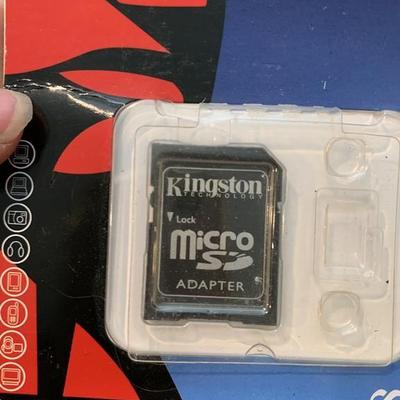 Kingston
TECHNOLOGY
Lock
micro
SD
ADAPTER